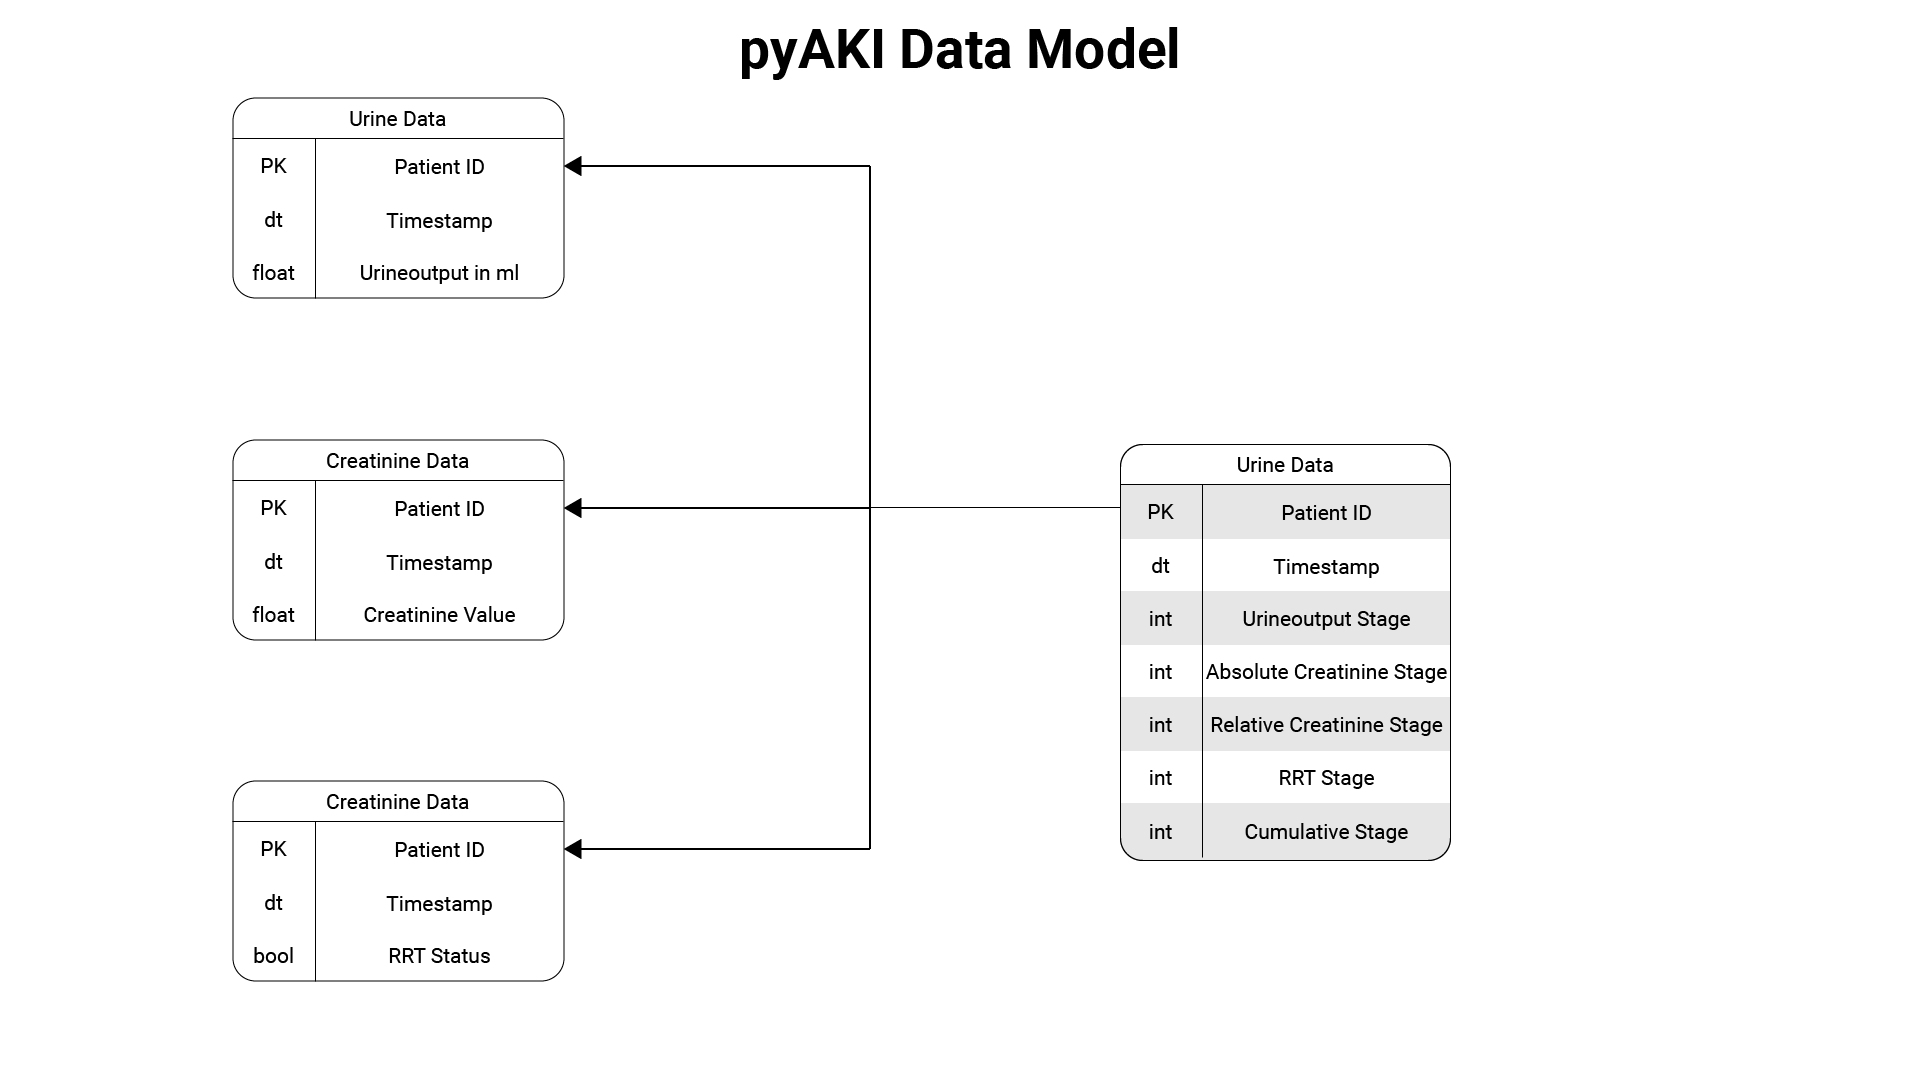 pyAKI Data Model
Urine Data
PK Patient ID
dt Timestamp
float Urineoutput in ml
Creatinine Data
PK Patient ID
dt Timestamp
float Creatinine Value
Creatinine Data
PK Patient ID
dt Timestamp
bool RRT Status
Urine Data
PK Patient ID
dt Timestamp
int Urineoutput Stage
int Absolute Creatinine Stage
int Relative Creatinine Stage
int RRT Stage
int Cumulative Stage